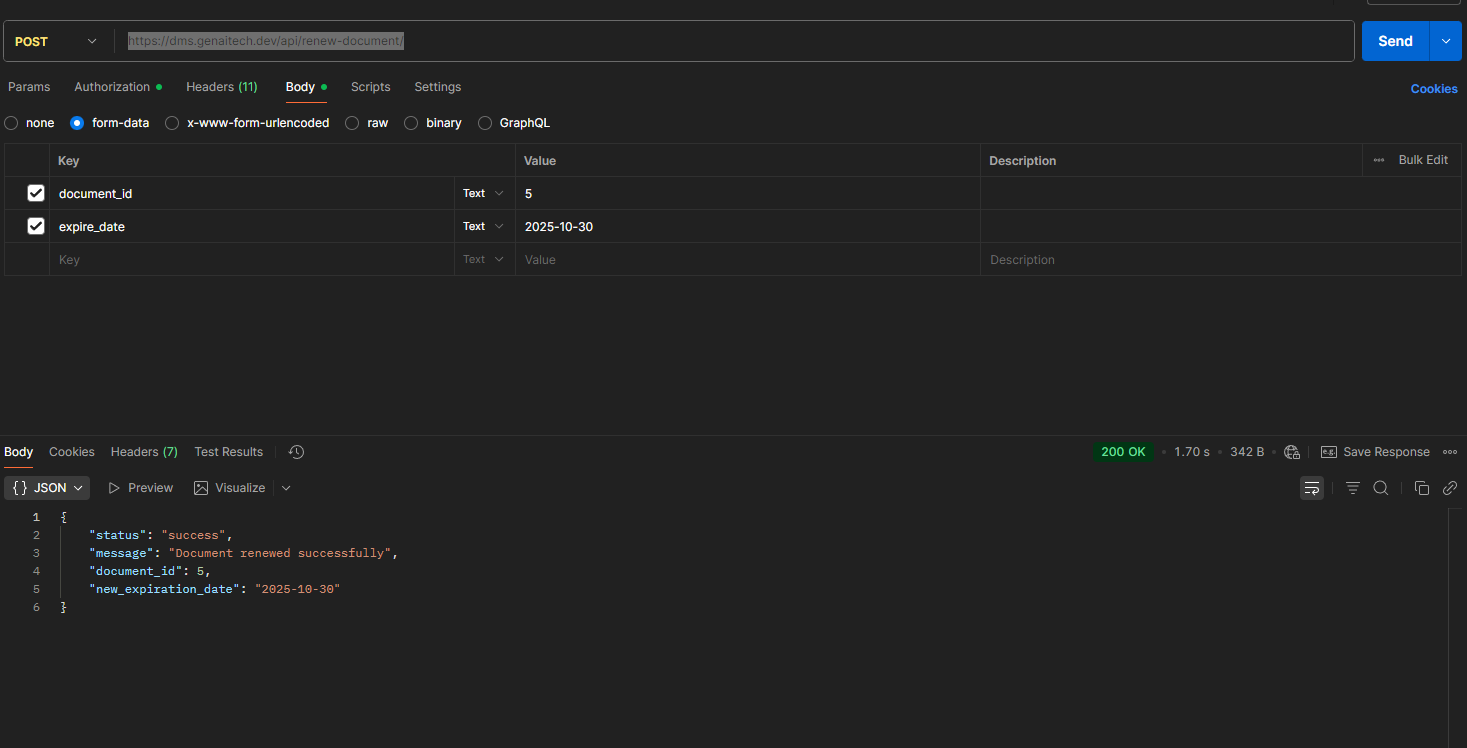 POST https://dms.genaitech.dev/api/renew-document/ Send
Params Authorization Headers (11) Body Scripts Settings Cookies
none form-data x-www-form-urlencoded raw binary GraphQL
Key Value Description Bulk Edit
document_id Text 5
expire_date Text 2025-10-30
Key Text Value Description
Body Cookies Headers (7) Test Results 200 OK 1.70 s 342 B e.g. Save Response
{} JSON Preview Visualize
1 {
2 "status": "success",
3 "message": "Document renewed successfully",
4 "document_id": 5,
5 "new_expiration_date": "2025-10-30"
6 }